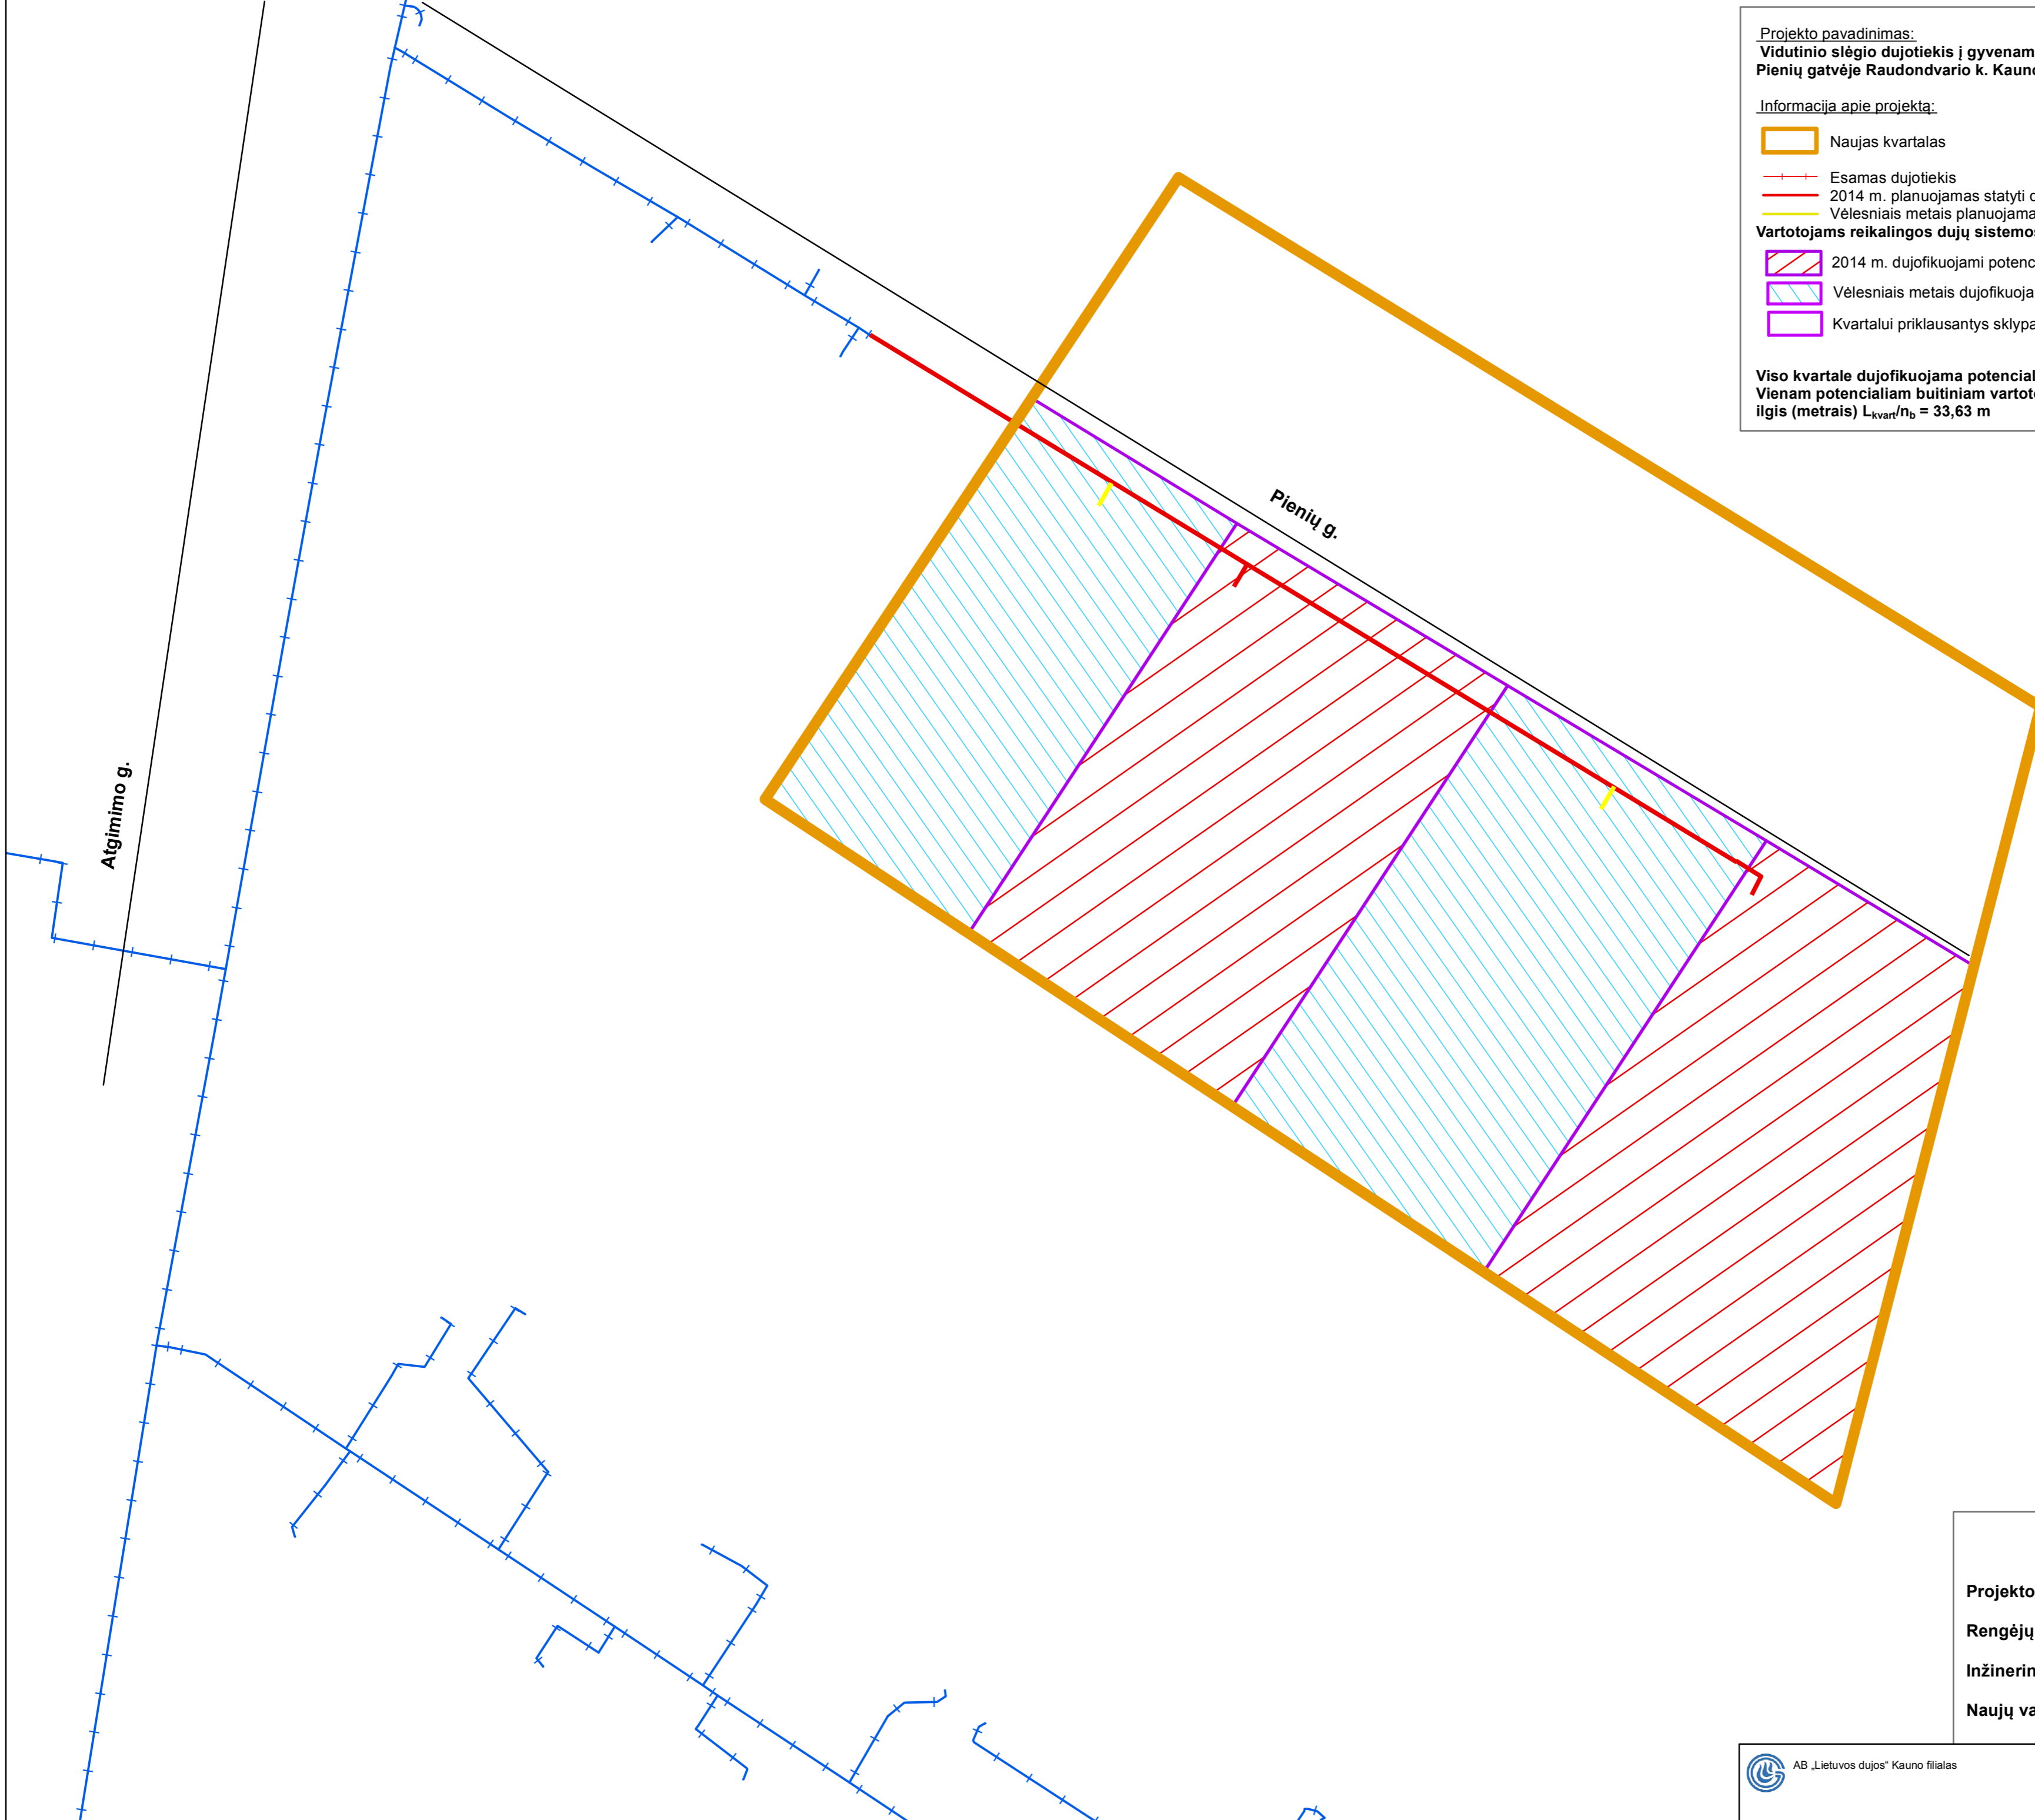 Projekto pavadinimas:
Vidutinio slėgio dujotiekis į gyvenam
Pienių gatvėje Raudondvario k. Kauno
Informacija apie projektą:
Naujas kvartalas
Esamas dujotiekis
2014 m. planuojamas statyti d
Vėlesniais metais planuojama
Vartotojams reikalingos dujų sistemos
2014 m. dujofikuojami potenc
Vėlesniais metais dujofikuoja
Kvartalui priklausantys sklypa
Viso kvartale dujofikuojama potencial
Vienam potencialiam buitiniam vartoto
ilgis (metrais) Lkvart/nb = 33,63 m
Pienių g.
Atgimimo g.
Projekto
Rengėjų
Inžinerin
Naujų va
AB „Lietuvos dujos“ Kauno filialas